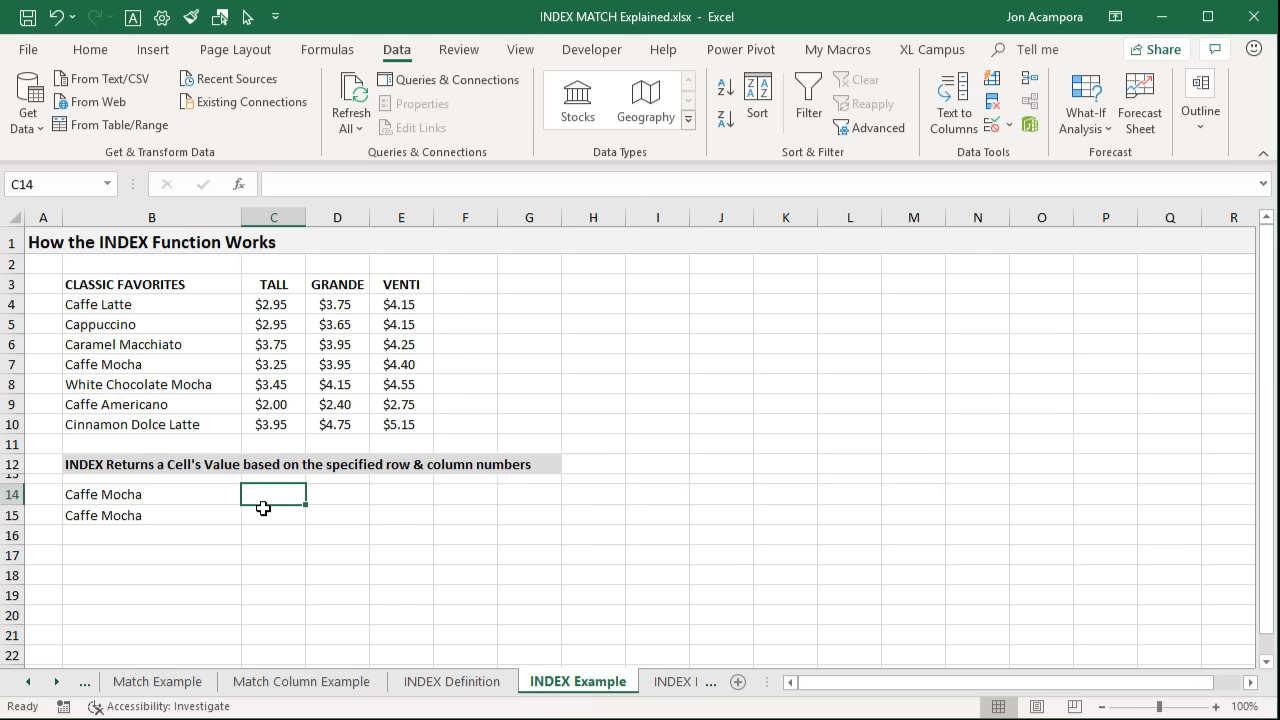 INDEX MATCH Explained.xlsx - Excel
Jon Acampora
File Home Insert Page Layout Formulas Data Review View Developer Help Power Pivot My Macros XL Campus Tell me Share
Get Data
From Text/CSV
From Web
From Table/Range
Recent Sources
Existing Connections
Get & Transform Data
Refresh All
Queries & Connections
Properties
Edit Links
Queries & Connections
Stocks
Geography
Data Types
Sort
Filter
Clear
Reapply
Advanced
Sort & Filter
Text to Columns
Data Tools
What-If Analysis
Forecast Sheet
Forecast
Outline
C14
fx
A B C D E F G H I J K L M N O P Q R
1 How the INDEX Function Works
2
3 CLASSIC FAVORITES TALL GRANDE VENTI
4 Caffe Latte $2.95 $3.75 $4.15
5 Cappuccino $2.95 $3.65 $4.15
6 Caramel Macchiato $3.75 $3.95 $4.25
7 Caffe Mocha $3.25 $3.95 $4.40
8 White Chocolate Mocha $3.45 $4.15 $4.55
9 Caffe Americano $2.00 $2.40 $2.75
10 Cinnamon Dolce Latte $3.95 $4.75 $5.15
11
12 INDEX Returns a Cell's Value based on the specified row & column numbers
13
14 Caffe Mocha
15 Caffe Mocha
16
17
18
19
20
21
22
... Match Example Match Column Example INDEX Definition INDEX Example INDEX ...
Ready Accessibility: Investigate 100%